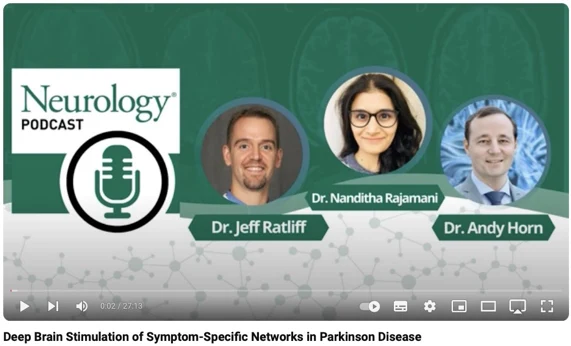 Neurology®
PODCAST
Dr. Jeff Ratliff
Dr. Nanditha Rajamani
Dr. Andy Horn
0:02 / 27:13
Deep Brain Stimulation of Symptom-Specific Networks in Parkinson Disease